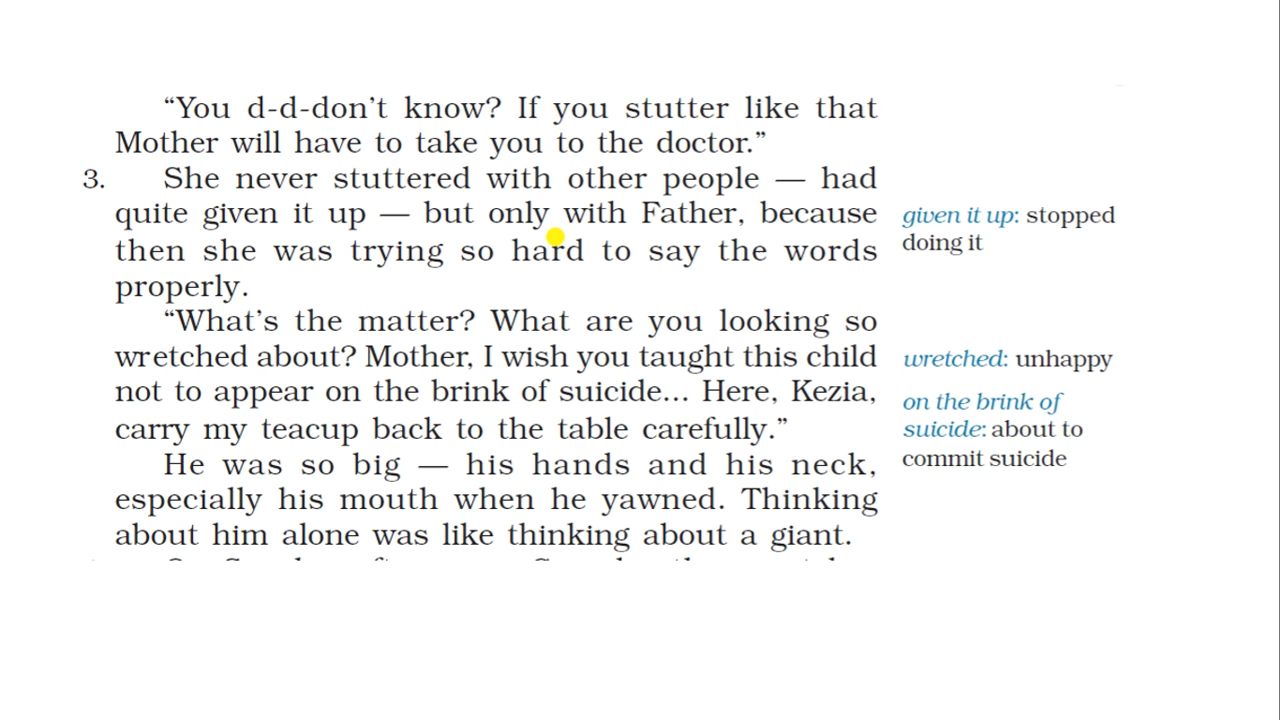 “You d-d-don’t know? If you stutter like that
Mother will have to take you to the doctor.”
3. She never stuttered with other people — had
quite given it up — but only with Father, because
then she was trying so hard to say the words
properly.
“What’s the matter? What are you looking so
wretched about? Mother, I wish you taught this child
not to appear on the brink of suicide... Here, Kezia,
carry my teacup back to the table carefully.”
He was so big — his hands and his neck,
especially his mouth when he yawned. Thinking
about him alone was like thinking about a giant.
given it up: stopped
doing it
wretched: unhappy
on the brink of
suicide: about to
commit suicide